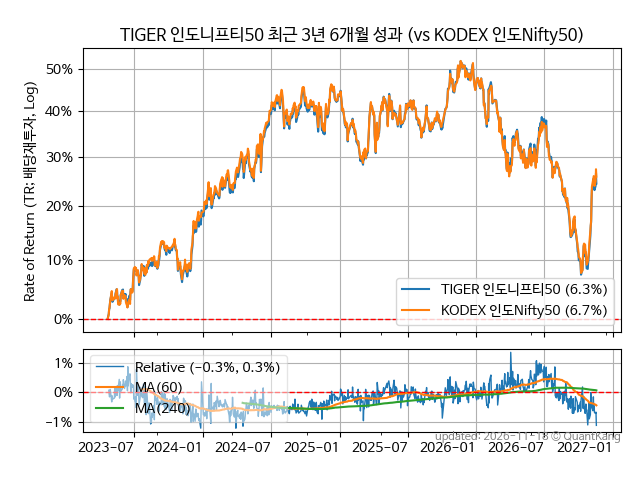 TIGER 인도니프티50 최근 3년 6개월 성과 (vs KODEX 인도Nifty50)
Rate of Return (TR: 배당재투자, Log)
50%
40%
30%
20%
10%
0%
TIGER 인도니프티50 (6.3%)
KODEX 인도Nifty50 (6.7%)
1%
0%
−1%
Relative (-0.3%, 0.3%)
MA(60)
MA(240)
2023-07 2024-01 2024-07 2025-01 2025-07 2026-01 2026-07 2027-01
updated: © QuantKang